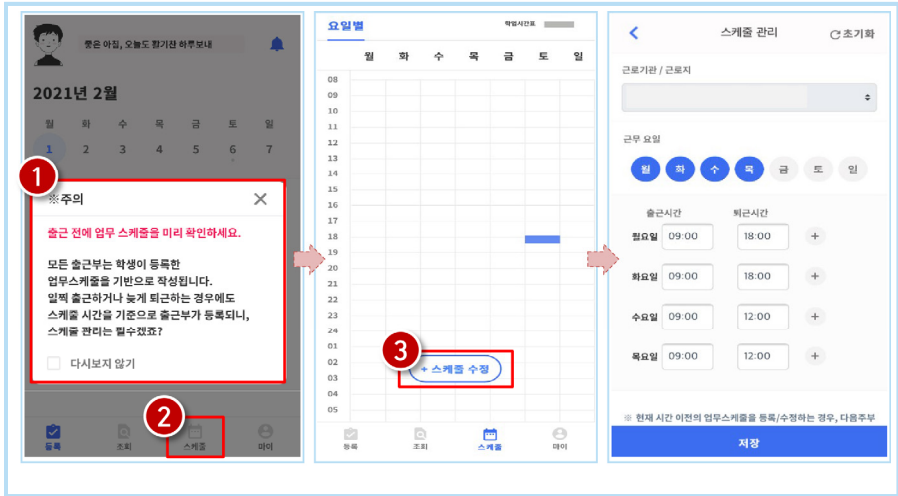 좋은 아침, 오늘도 활기찬 하루보내
2021년 2월
월 화 수 목 금 토 일
1 2 3 4 5 6 7
1
※주의
출근 전에 업무 스케줄을 미리 확인하세요.
모든 출근부는 학생이 등록한
업무스케줄을 기반으로 작성됩니다.
일찍 출근하거나 늦게 퇴근하는 경우에도
스케줄 시간을 기준으로 출근부가 등록되니,
스케줄 관리는 필수겠죠?
다시보지 않기
2
등록 조회 스케줄 마이
요일별
학업시간표
월 화 수 목 금 토 일
08
09
10
11
12
13
14
15
16
17
18
19
20
21
22
23
24
01
02
03
04
05
3
+ 스케줄 수정
등록 조회 스케줄 마이
스케줄 관리
초기화
근로기관 / 근로지
근무 요일
월 화 수 목 금 토 일
출근시간 퇴근시간
월요일 09:00 18:00 +
화요일 09:00 18:00 +
수요일 09:00 12:00 +
목요일 09:00 12:00 +
※ 현재 시간 이전의 업무스케줄을 등록/수정하는 경우, 다음주부
저장